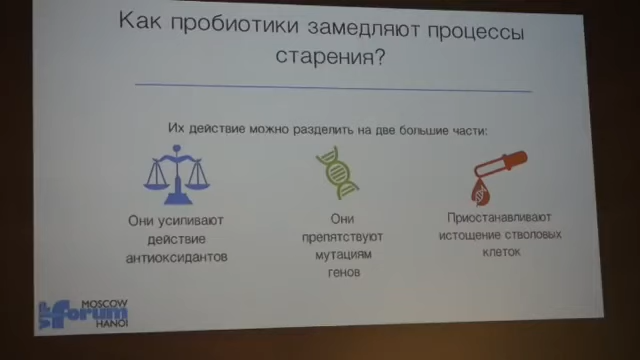 Как пробиотики замедляют процессы
старения?
Их действие можно разделить на две большие части:
Они усиливают
действие
антиоксидантов
Они
препятствуют
мутациям
генов
Приостанавливают
истощение стволовых
клеток
VIP forum
MOSCOW
HANOI